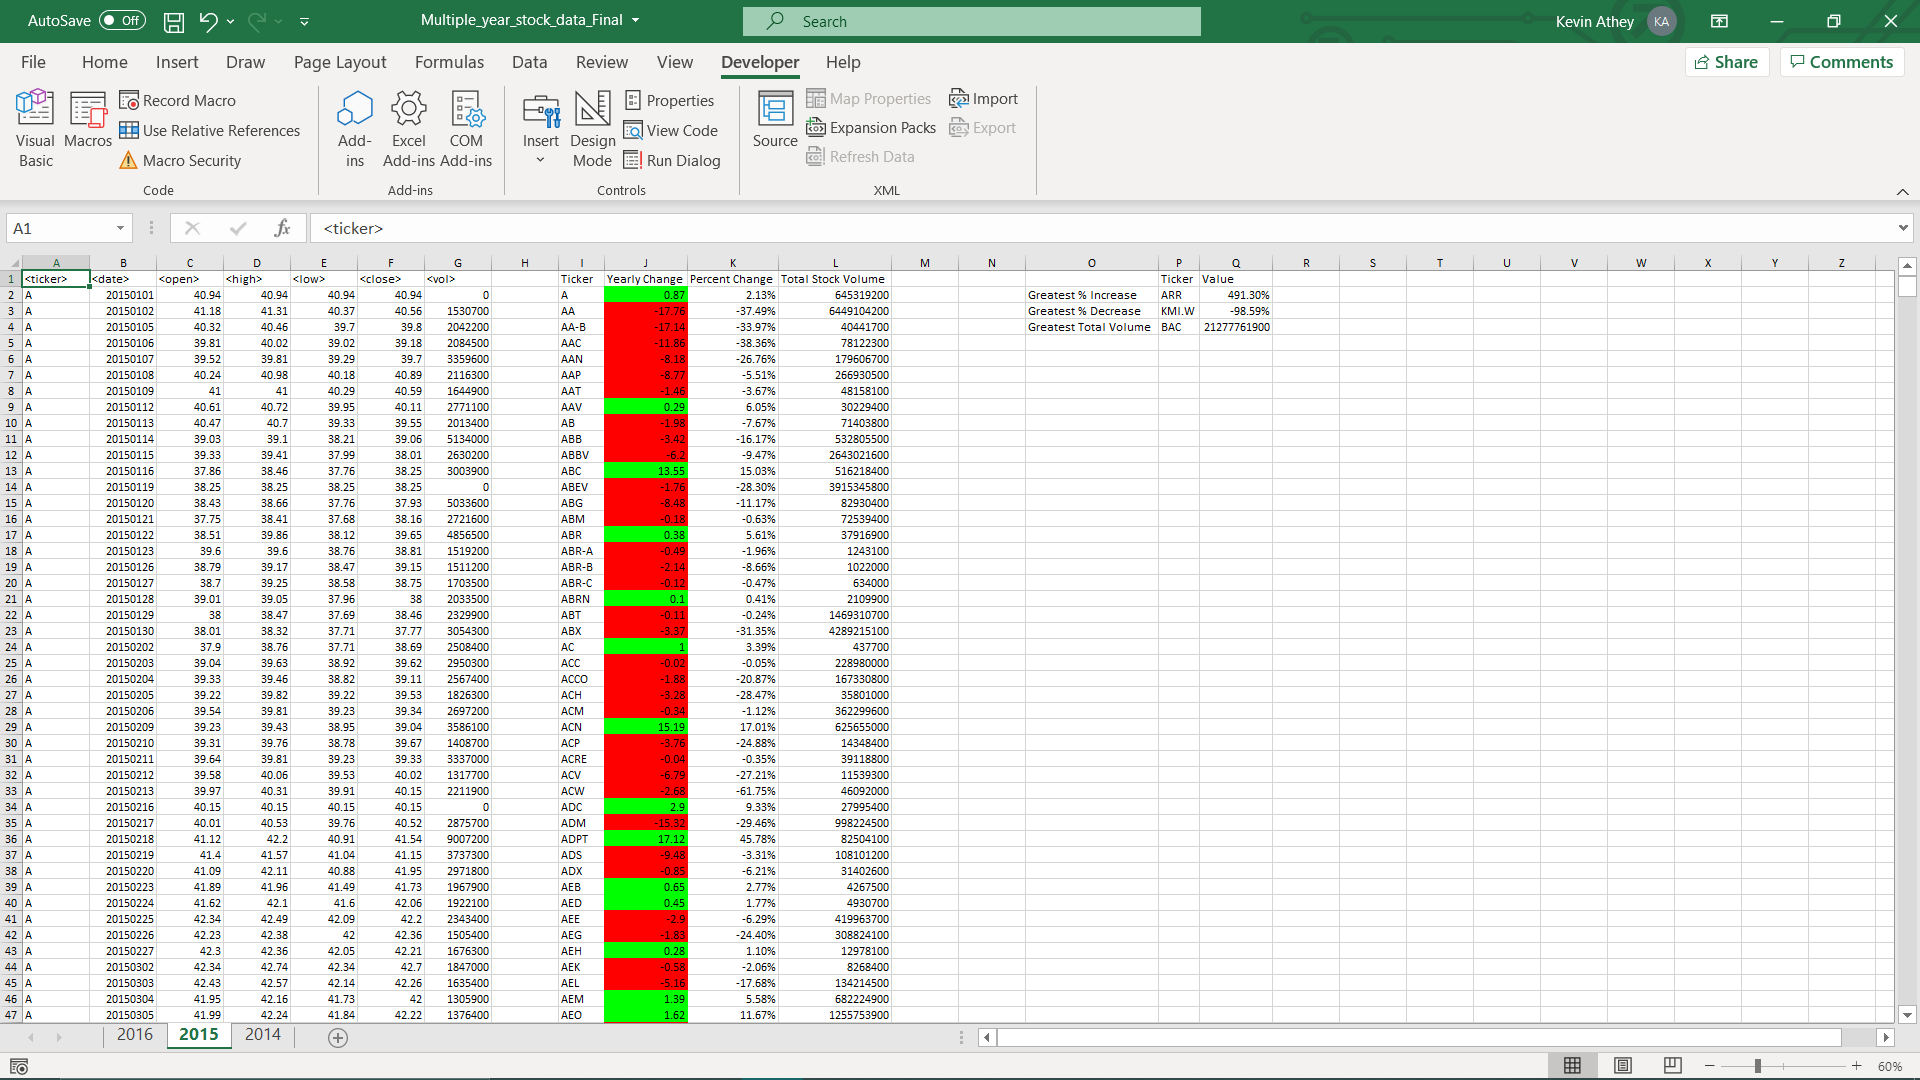 AutoSave Off Multiple_year_stock_data_Final Search Kevin Athey KA
File Home Insert Draw Page Layout Formulas Data Review View Developer Help Share Comments
Visual Basic Macros Record Macro Use Relative References Macro Security Code
Add-ins Excel Add-ins COM Add-ins Add-ins
Insert Design Mode Properties View Code Run Dialog Controls
Source Map Properties Expansion Packs Refresh Data Import Export XML
A1 fx <ticker>
A B C D E F G H I J K L M N O P Q R S T U V W X Y Z
1 <ticker> <date> <open> <high> <low> <close> <vol> Ticker Yearly Change Percent Change Total Stock Volume Ticker Value
2 A 20150101 40.94 40.94 40.94 40.94 0 A 0.87 2.13% 645319200 Greatest % Increase ARR 491.30%
3 A 20150102 41.18 41.31 40.37 40.56 1530700 AA -17.76 -37.49% 6449104200 Greatest % Decrease KMI.W -98.59%
4 A 20150105 40.32 40.46 39.7 39.8 2042200 AA-B -17.14 -33.97% 40441700 Greatest Total Volume BAC 21277761900
5 A 20150106 39.81 40.02 39.02 39.18 2084500 AAC -11.86 -38.36% 78122300
6 A 20150107 39.52 39.81 39.29 39.7 3359600 AAN -8.18 -26.76% 179606700
7 A 20150108 40.24 40.98 40.18 40.89 2116300 AAP -8.77 -5.51% 266930500
8 A 20150109 41 41 40.29 40.59 1644900 AAT -1.46 -3.67% 48158100
9 A 20150112 40.61 40.72 39.95 40.11 2771100 AAV 0.29 6.05% 30229400
10 A 20150113 40.47 40.7 39.33 39.55 2013400 AB -1.98 -7.67% 71403800
11 A 20150114 39.03 39.1 38.21 39.06 5134000 ABB -3.42 -16.17% 532805500
12 A 20150115 39.33 39.41 37.99 38.01 2630200 ABBV -6.2 -9.47% 2643021600
13 A 20150116 37.86 38.46 37.76 38.25 3003900 ABC 13.55 15.03% 516218400
14 A 20150119 38.25 38.25 38.25 38.25 0 ABEV -1.76 -28.30% 3915345800
15 A 20150120 38.43 38.66 37.76 37.93 5033600 ABG -8.48 -11.17% 82930400
16 A 20150121 37.75 38.41 37.68 38.16 2721600 ABM -0.18 -0.63% 72539400
17 A 20150122 38.51 39.86 38.12 39.65 4856500 ABR 0.38 5.61% 37916900
18 A 20150123 39.6 39.6 38.76 38.81 1519200 ABR-A -0.49 -1.96% 1243100
19 A 20150126 38.79 39.17 38.47 39.15 1511200 ABR-B -2.14 -8.66% 1022000
20 A 20150127 38.7 39.25 38.58 38.75 1703500 ABR-C -0.12 -0.47% 634000
21 A 20150128 39.01 39.05 37.96 38 2033500 ABRN 0.1 0.41% 2109900
22 A 20150129 38 38.47 37.69 38.46 2329900 ABT -0.11 -0.24% 1469310700
23 A 20150130 38.01 38.32 37.71 37.77 3054300 ABX -3.37 -31.35% 4289215100
24 A 20150202 37.9 38.76 37.71 38.69 2508400 AC 1 3.39% 437700
25 A 20150203 39.04 39.63 38.92 39.62 2950300 ACC -0.02 -0.05% 228980000
26 A 20150204 39.33 39.46 38.82 39.11 2567400 ACCO -1.88 -20.87% 167330800
27 A 20150205 39.22 39.82 39.22 39.53 1826300 ACH -3.28 -28.47% 35801000
28 A 20150206 39.54 39.81 39.23 39.34 2697200 ACM -0.34 -1.12% 362299600
29 A 20150209 39.23 39.43 38.95 39.04 3586100 ACN 15.19 17.01% 625655000
30 A 20150210 39.31 39.76 38.78 39.67 1408700 ACP -3.76 -24.88% 14348400
31 A 20150211 39.64 39.81 39.23 39.33 3337000 ACRE -0.04 -0.35% 39118800
32 A 20150212 39.58 40.06 39.53 40.02 1317700 ACV -6.79 -27.21% 11539300
33 A 20150213 39.97 40.31 39.91 40.15 2211900 ACW -2.68 -61.75% 46092000
34 A 20150216 40.15 40.15 40.15 40.15 0 ADC 2.9 9.33% 27995400
35 A 20150217 40.01 40.53 39.76 40.52 2875700 ADM -15.32 -29.46% 998224500
36 A 20150218 41.12 42.2 40.91 41.54 9007200 ADPT 17.12 45.78% 82504100
37 A 20150219 41.4 41.57 41.04 41.15 3737300 ADS -9.48 -3.31% 108101200
38 A 20150220 41.09 42.11 40.88 41.95 2971800 ADX -0.85 -6.21% 31402600
39 A 20150223 41.89 41.96 41.49 41.73 1967900 AEB 0.65 2.77% 4267500
40 A 20150224 41.62 42.1 41.6 42.06 1922100 AED 0.45 1.77% 4930700
41 A 20150225 42.34 42.49 42.09 42.2 2343400 AEE -2.9 -6.29% 419963700
42 A 20150226 42.23 42.38 42 42.36 1505400 AEG -1.83 -24.40% 308824100
43 A 20150227 42.3 42.36 42.05 42.21 1676300 AEH 0.28 1.10% 12978100
44 A 20150302 42.34 42.74 42.34 42.7 1847000 AEK -0.58 -2.06% 8268400
45 A 20150303 42.43 42.57 42.14 42.26 1635400 AEL -5.16 -17.68% 134214500
46 A 20150304 41.95 42.16 41.73 42 1305900 AEM 1.39 5.58% 682224900
47 A 20150305 41.99 42.24 41.84 42.22 1376400 AEO 1.62 11.67% 1255753900
2016 2015 2014
60%